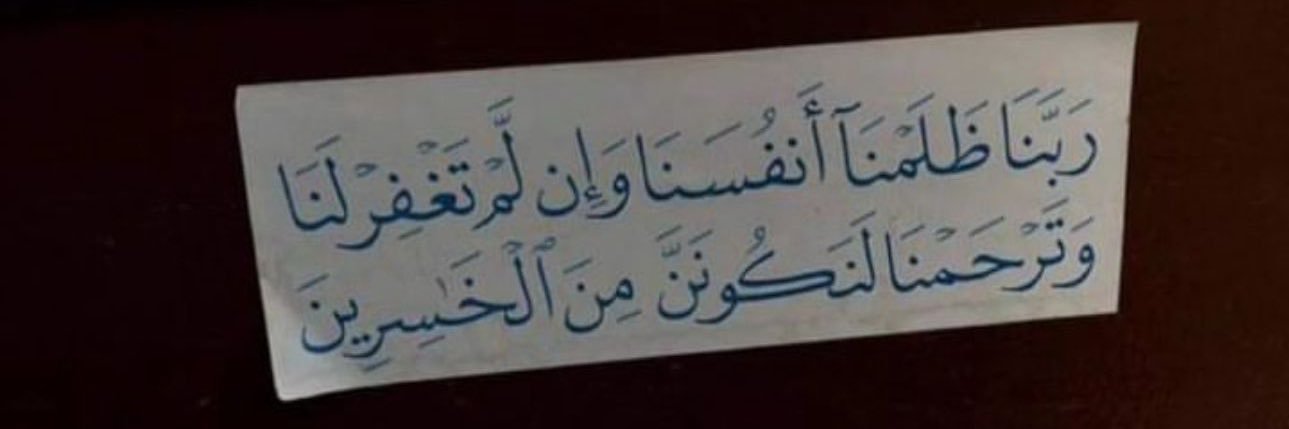 رَبَّنَا ظَلَمْنَآ أَنفُسَنَا وَإِن لَّمْ تَغْفِرْ لَنَا
وَتَرْحَمْنَا لَنَكُونَنَّ مِنَ ٱلْخَٰسِرِينَ